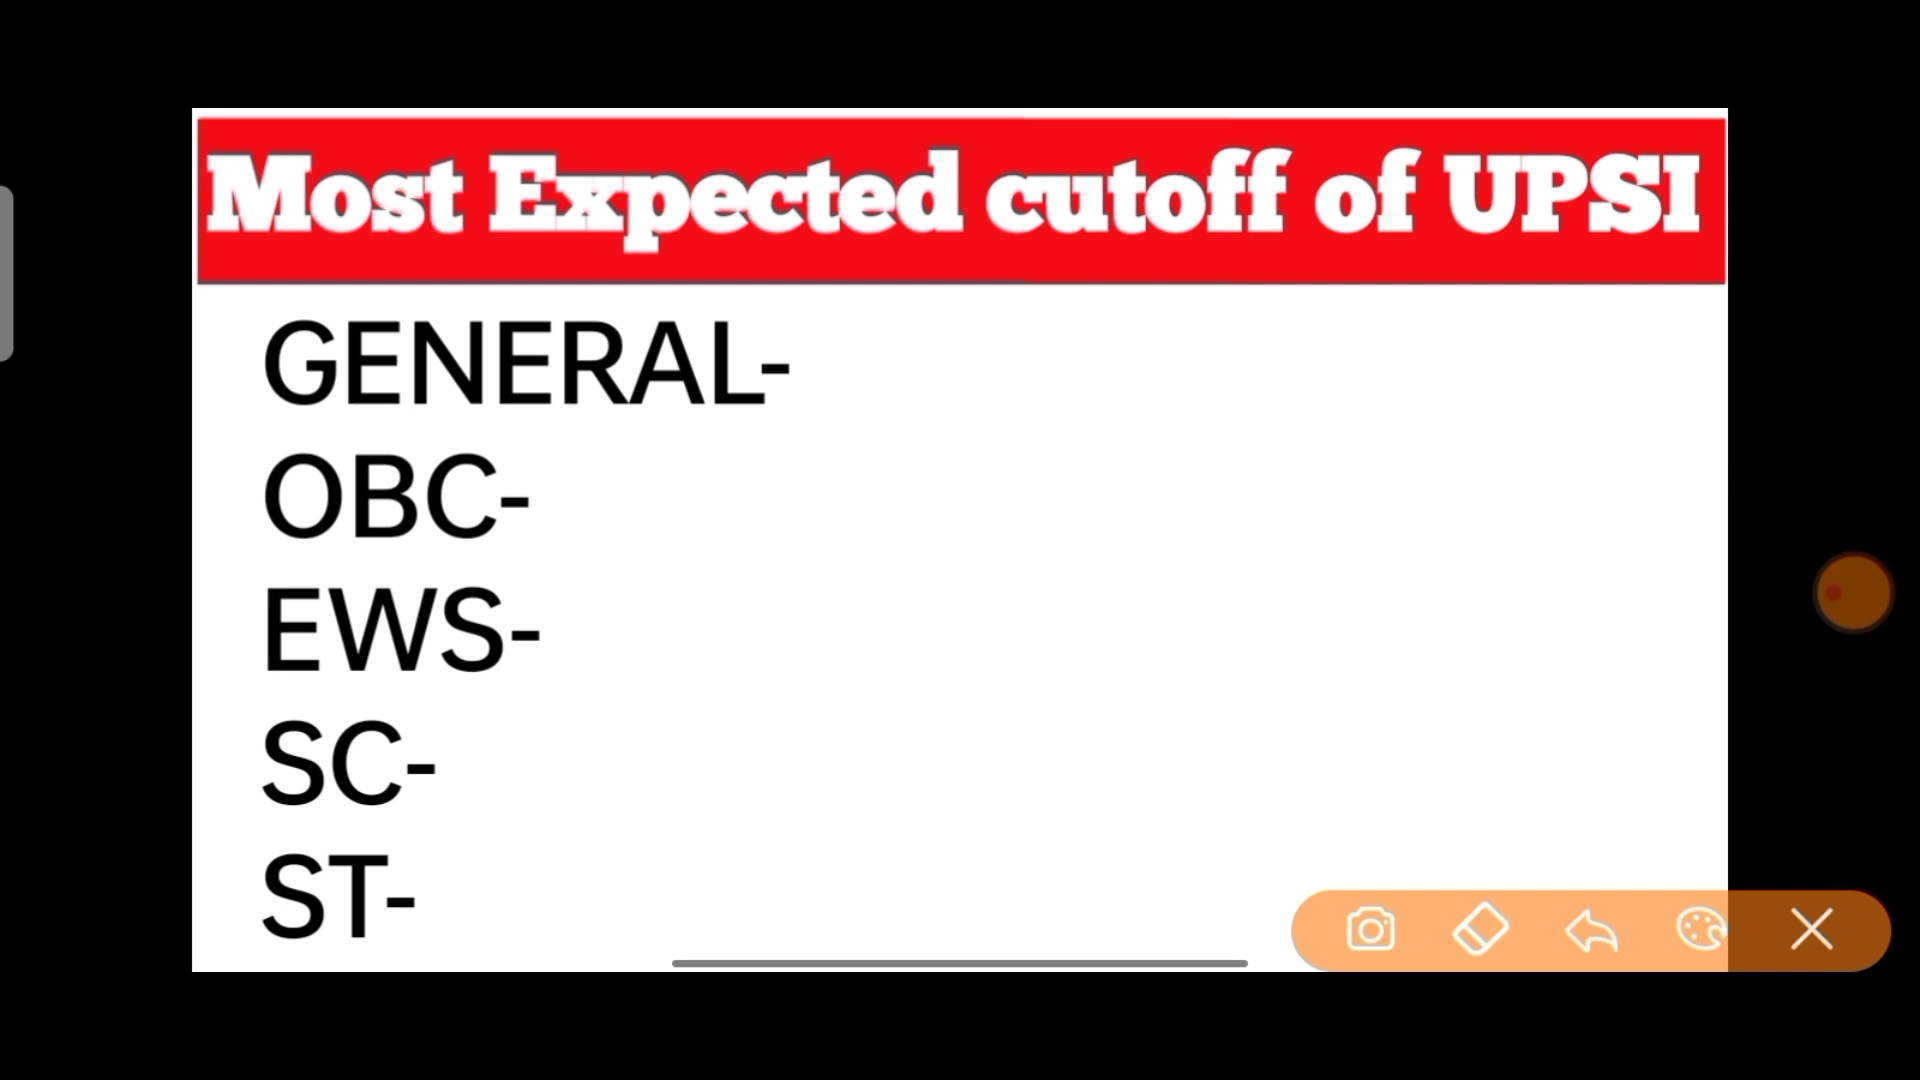 Most Expected cutoff of UPSI
GENERAL-
OBC-
EWS-
SC-
ST-